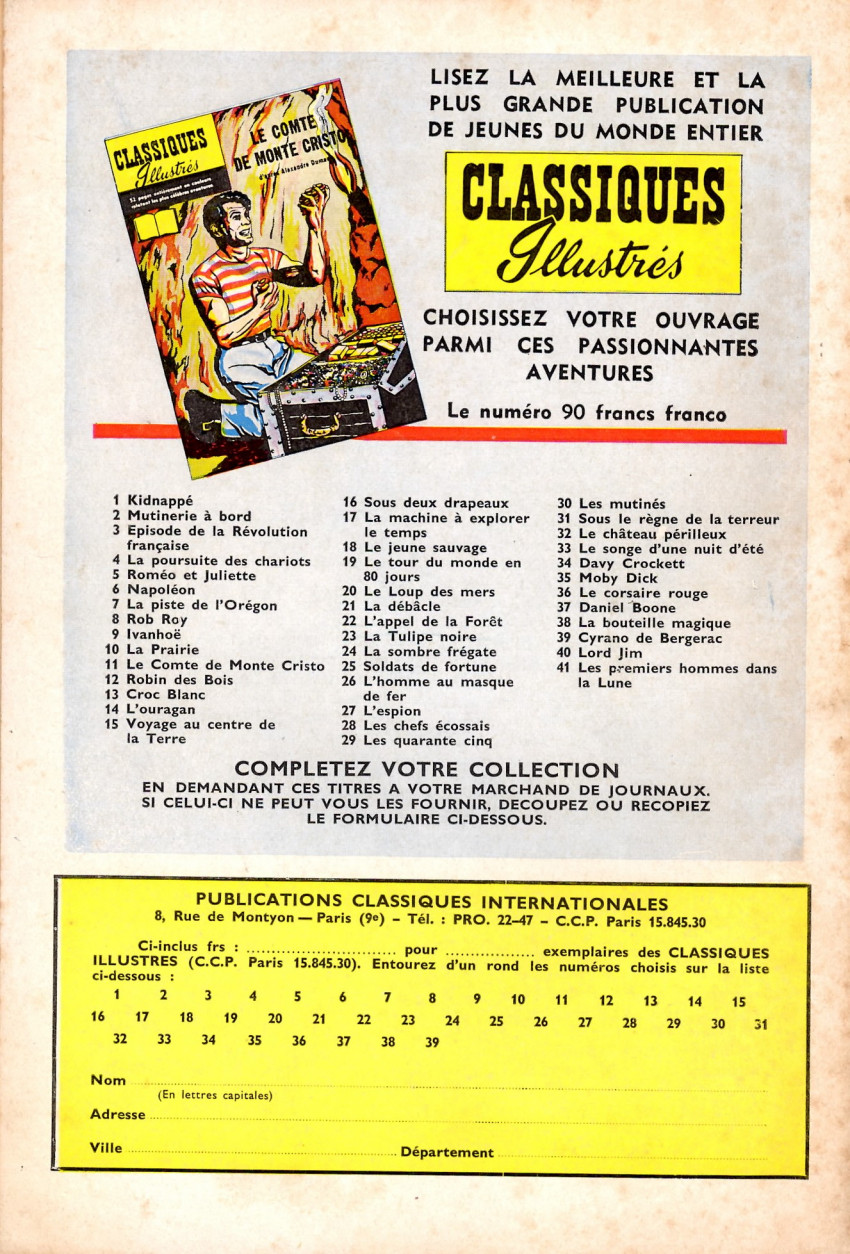 LISEZ LA MEILLEURE ET LA
PLUS GRANDE PUBLICATION
DE JEUNES DU MONDE ENTIER
CLASSIQUES
Illustrés
52 pages entièrement en couleurs
relatant les plus célèbres aventures
LE COMTE
DE MONTE CRISTO
d'après Alexandre Dumas
CLASSIQUES
Illustrés
CHOISISSEZ VOTRE OUVRAGE
PARMI CES PASSIONNANTES
AVENTURES
Le numéro 90 francs franco
1 Kidnappé
2 Mutinerie à bord
3 Episode de la Révolution
française
4 La poursuite des chariots
5 Roméo et Juliette
6 Napoléon
7 La piste de l'Orégon
8 Rob Roy
9 Ivanhoë
10 La Prairie
11 Le Comte de Monte Cristo
12 Robin des Bois
13 Croc Blanc
14 L'ouragan
15 Voyage au centre de
la Terre
16 Sous deux drapeaux
17 La machine à explorer
le temps
18 Le jeune sauvage
19 Le tour du monde en
80 jours
20 Le Loup des mers
21 La débâcle
22 L'appel de la Forêt
23 La Tulipe noire
24 La sombre frégate
25 Soldats de fortune
26 L'homme au masque
de fer
27 L'espion
28 Les chefs écossais
29 Les quarante cinq
30 Les mutinés
31 Sous le règne de la terreur
32 Le château périlleux
33 Le songe d'une nuit d'été
34 Davy Crockett
35 Moby Dick
36 Le corsaire rouge
37 Daniel Boone
38 La bouteille magique
39 Cyrano de Bergerac
40 Lord Jim
41 Les premiers hommes dans
la Lune
COMPLETEZ VOTRE COLLECTION
EN DEMANDANT CES TITRES A VOTRE MARCHAND DE JOURNAUX.
SI CELUI-CI NE PEUT VOUS LES FOURNIR, DECOUPEZ OU RECOPIEZ
LE FORMULAIRE CI-DESSOUS.
PUBLICATIONS CLASSIQUES INTERNATIONALES
8, Rue de Montyon — Paris (9e) – Tél. : PRO. 22–47 – C.C.P. Paris 15.845.30
Ci-inclus frs : .................................. pour .................... exemplaires des CLASSIQUES
ILLUSTRES (C.C.P. Paris 15.845.30). Entourez d'un rond les numéros choisis sur la liste
ci-dessous :
1 2 3 4 5 6 7 8 9 10 11 12 13 14 15
16 17 18 19 20 21 22 23 24 25 26 27 28 29 30 31
32 33 34 35 36 37 38 39
Nom
(En lettres capitales)
Adresse
Ville Département